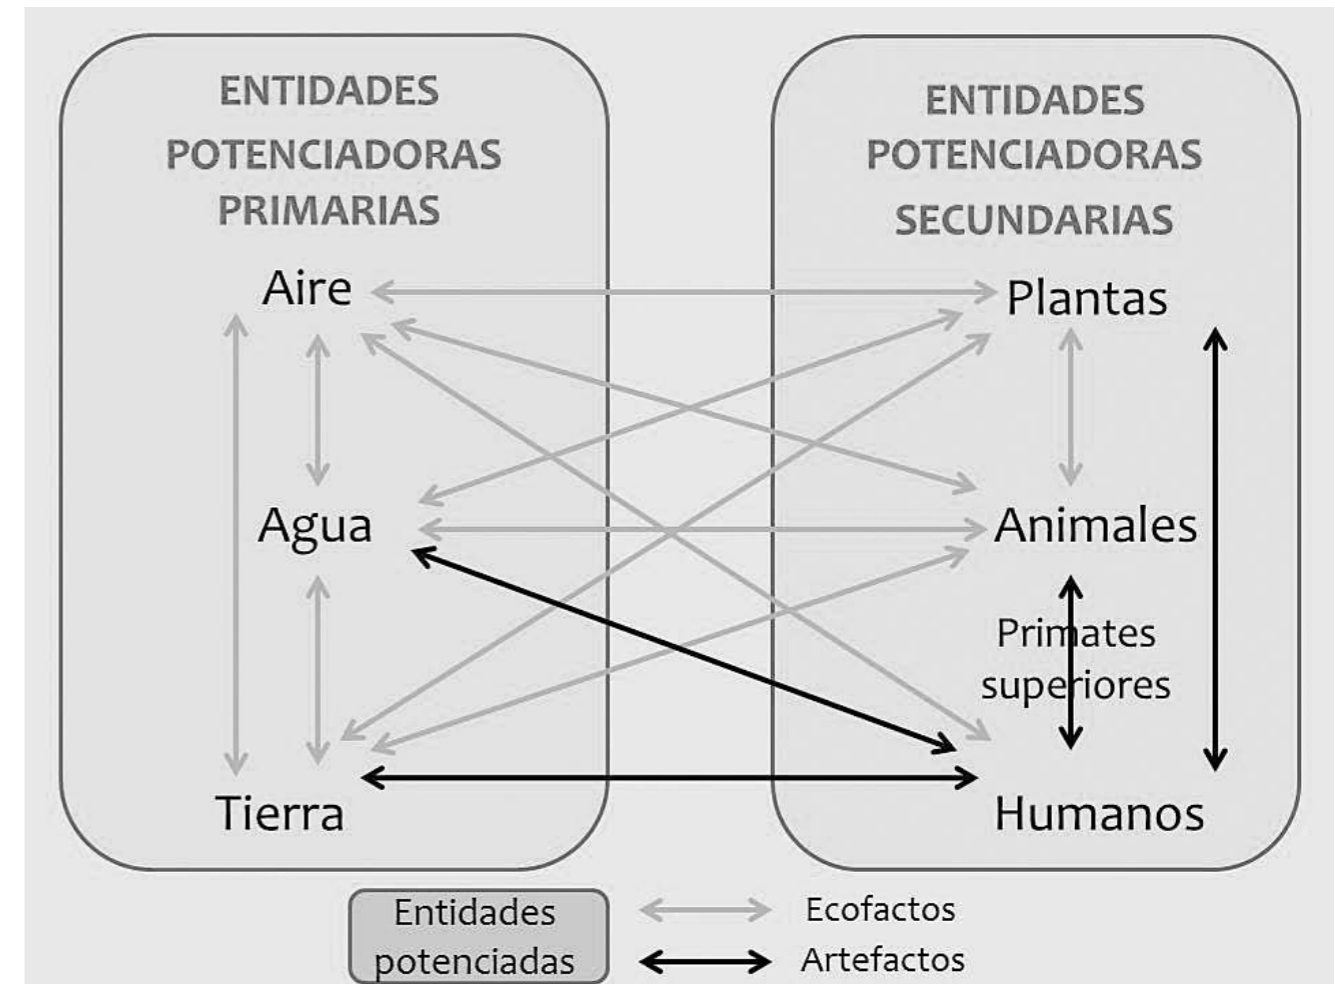 ENTIDADES
POTENCIADORAS
PRIMARIAS
Aire
Agua
Tierra
ENTIDADES
POTENCIADORAS
SECUNDARIAS
Plantas
Animales
Primates
superiores
Humanos
Entidades
potenciadas
Ecofactos
Artefactos